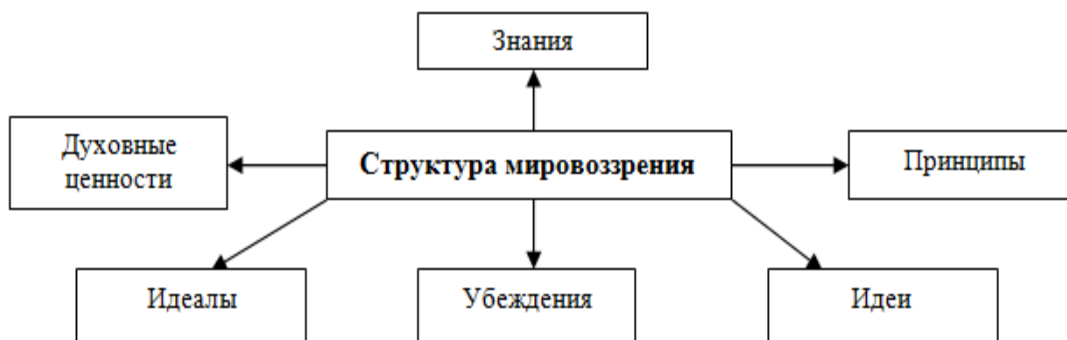 Знания
Духовные
ценности
Структура мировоззрения
Принципы
Идеалы
Убеждения
Идеи